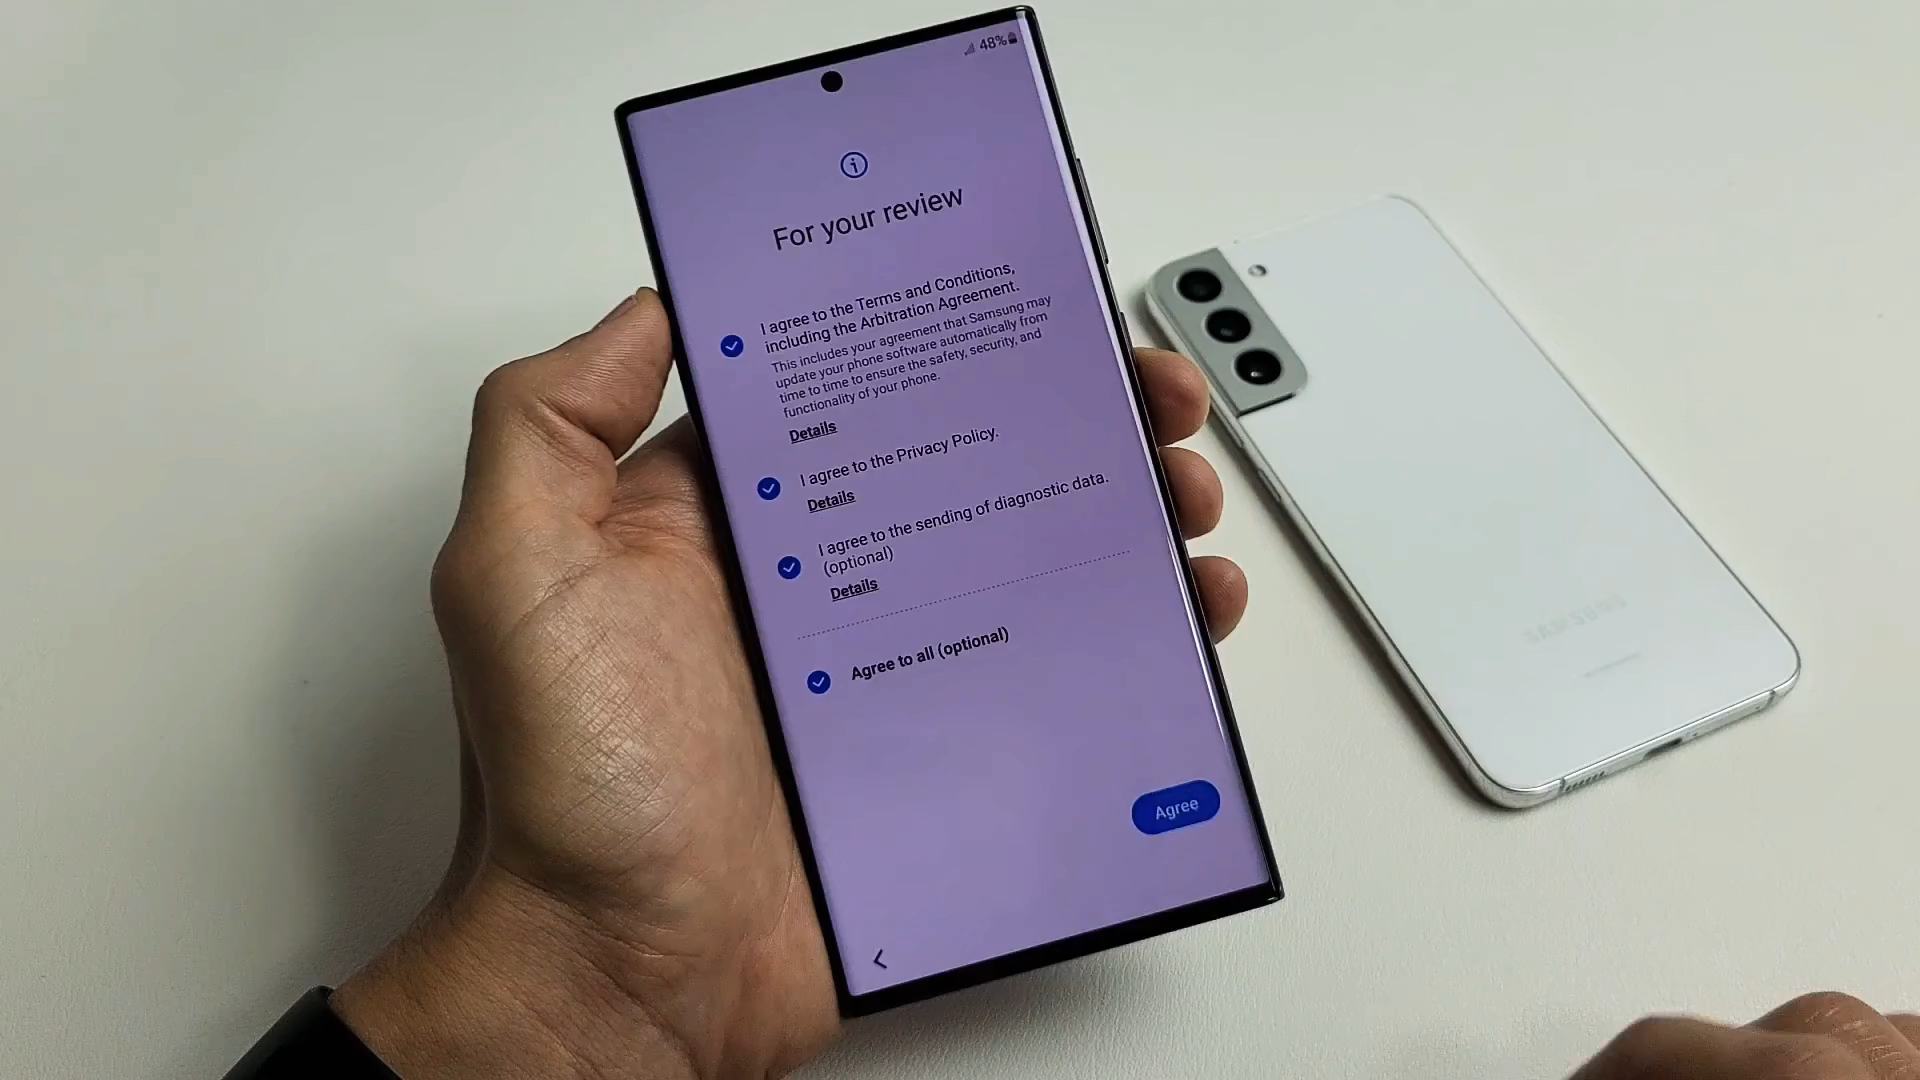 48%
For your review
I agree to the Terms and Conditions,
including the Arbitration Agreement.
This includes your agreement that Samsung may
update your phone software automatically from
time to time to ensure the safety, security, and
functionality of your phone.
Details
I agree to the Privacy Policy.
Details
I agree to the sending of diagnostic data.
(optional)
Details
Agree to all (optional)
Agree
SAMSUNG